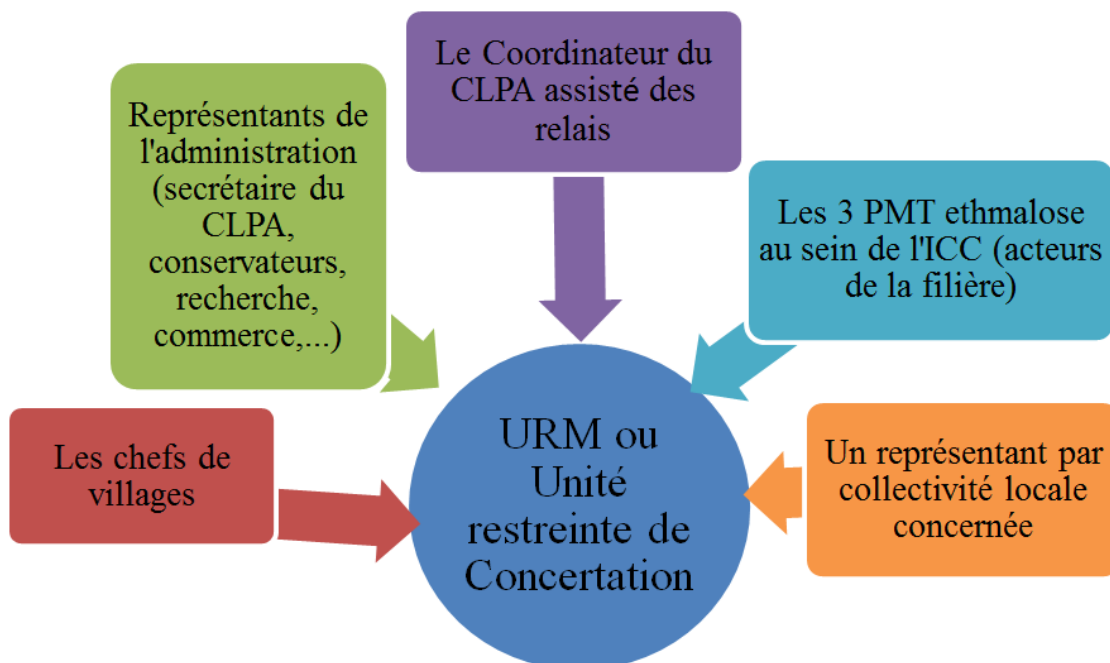 Le Coordinateur du
CLPA assisté des
relais
Représentants de
l'administration
(secrétaire du
CLPA,
conservateurs,
recherche,
commerce,...)
Les 3 PMT ethmalose
au sein de l'ICC (acteurs
de la filière)
Les chefs de
villages
URM ou
Unité
restreinte de
Concertation
Un représentant par
collectivité locale
concernée